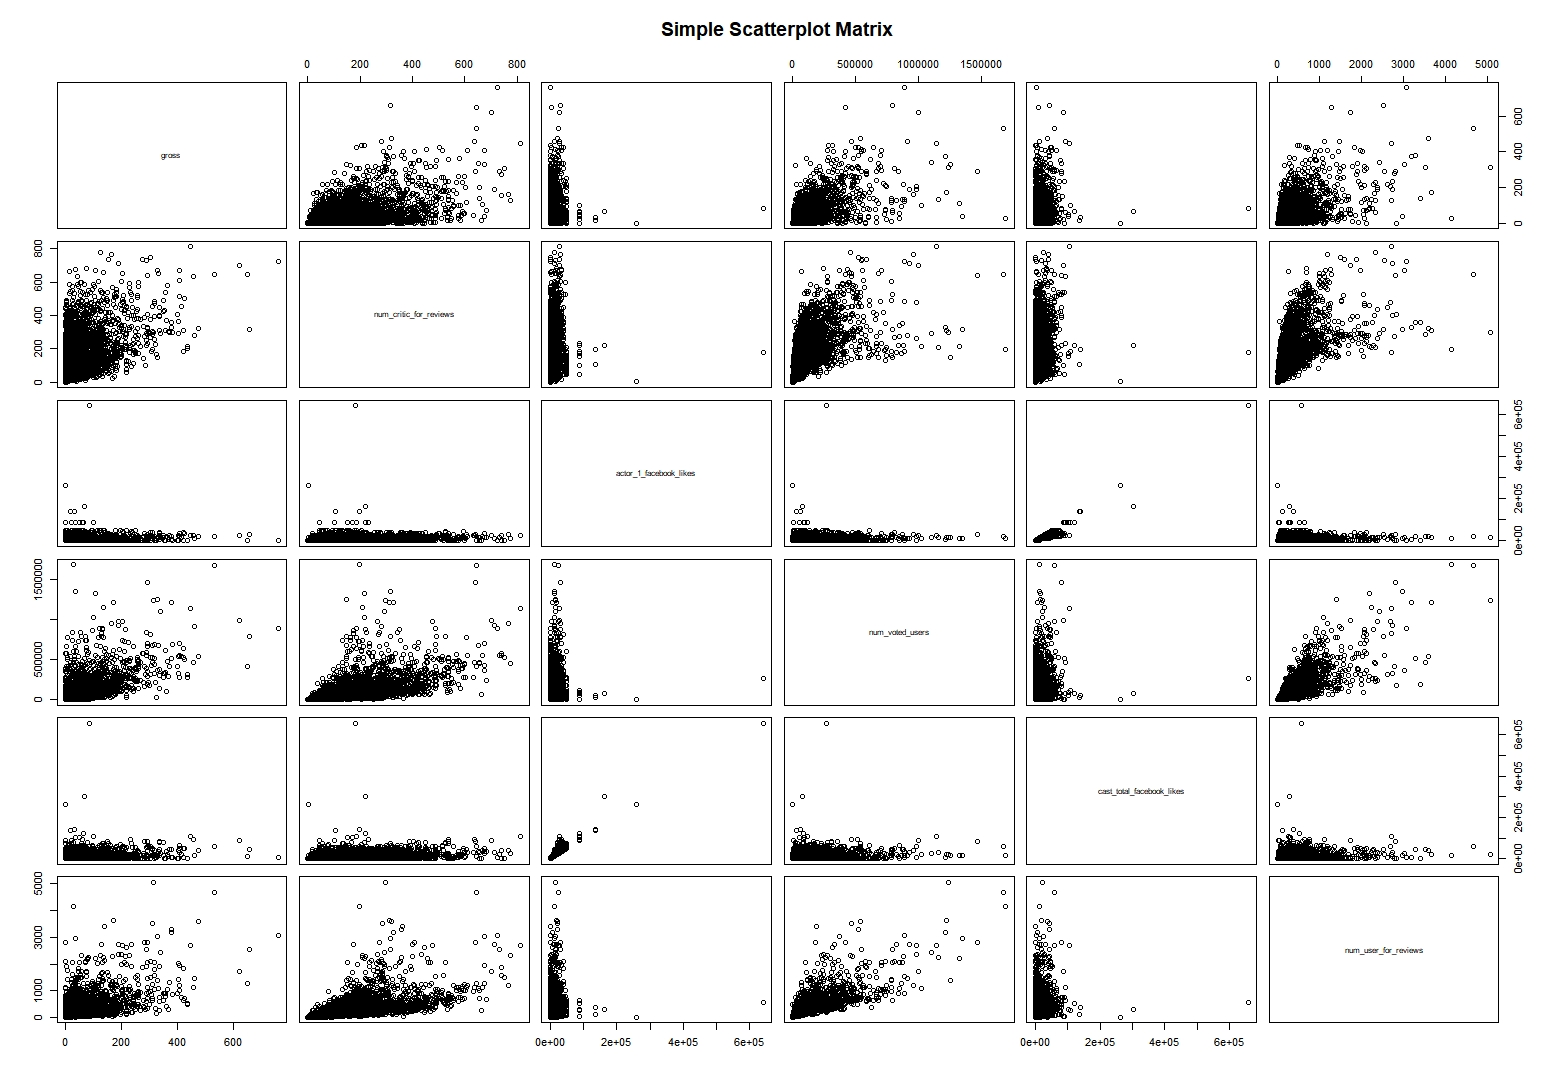 Simple Scatterplot Matrix
0 200 400 600 800
0 500000 1000000 1500000
0 1000 2000 3000 4000 5000
gross
0 200 400 600
0 200 400 600 800
num_critic_for_reviews
actor_1_facebook_likes
0e+00 2e+05 4e+05 6e+05
0 500000 1500000
num_voted_users
cast_total_facebook_likes
0e+00 2e+05 4e+05 6e+05
0 1000 3000 5000
num_user_for_reviews
0 200 400 600
0e+00 2e+05 4e+05 6e+05
0e+00 2e+05 4e+05 6e+05